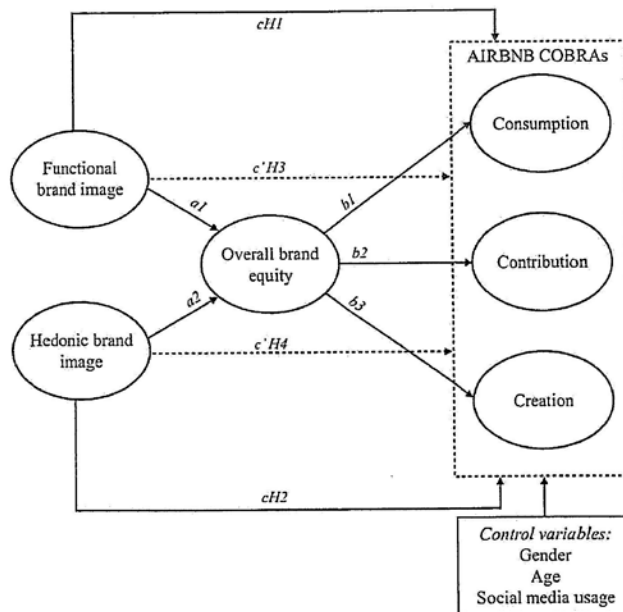 cH1
AIRBNB COBRAs
Consumption
Functional
brand image
c'H3
a1
b1
Overall brand
equity
b2
Contribution
a2
b3
Hedonic brand
image
c'H4
Creation
cH2
Control variables:
Gender
Age
Social media usage